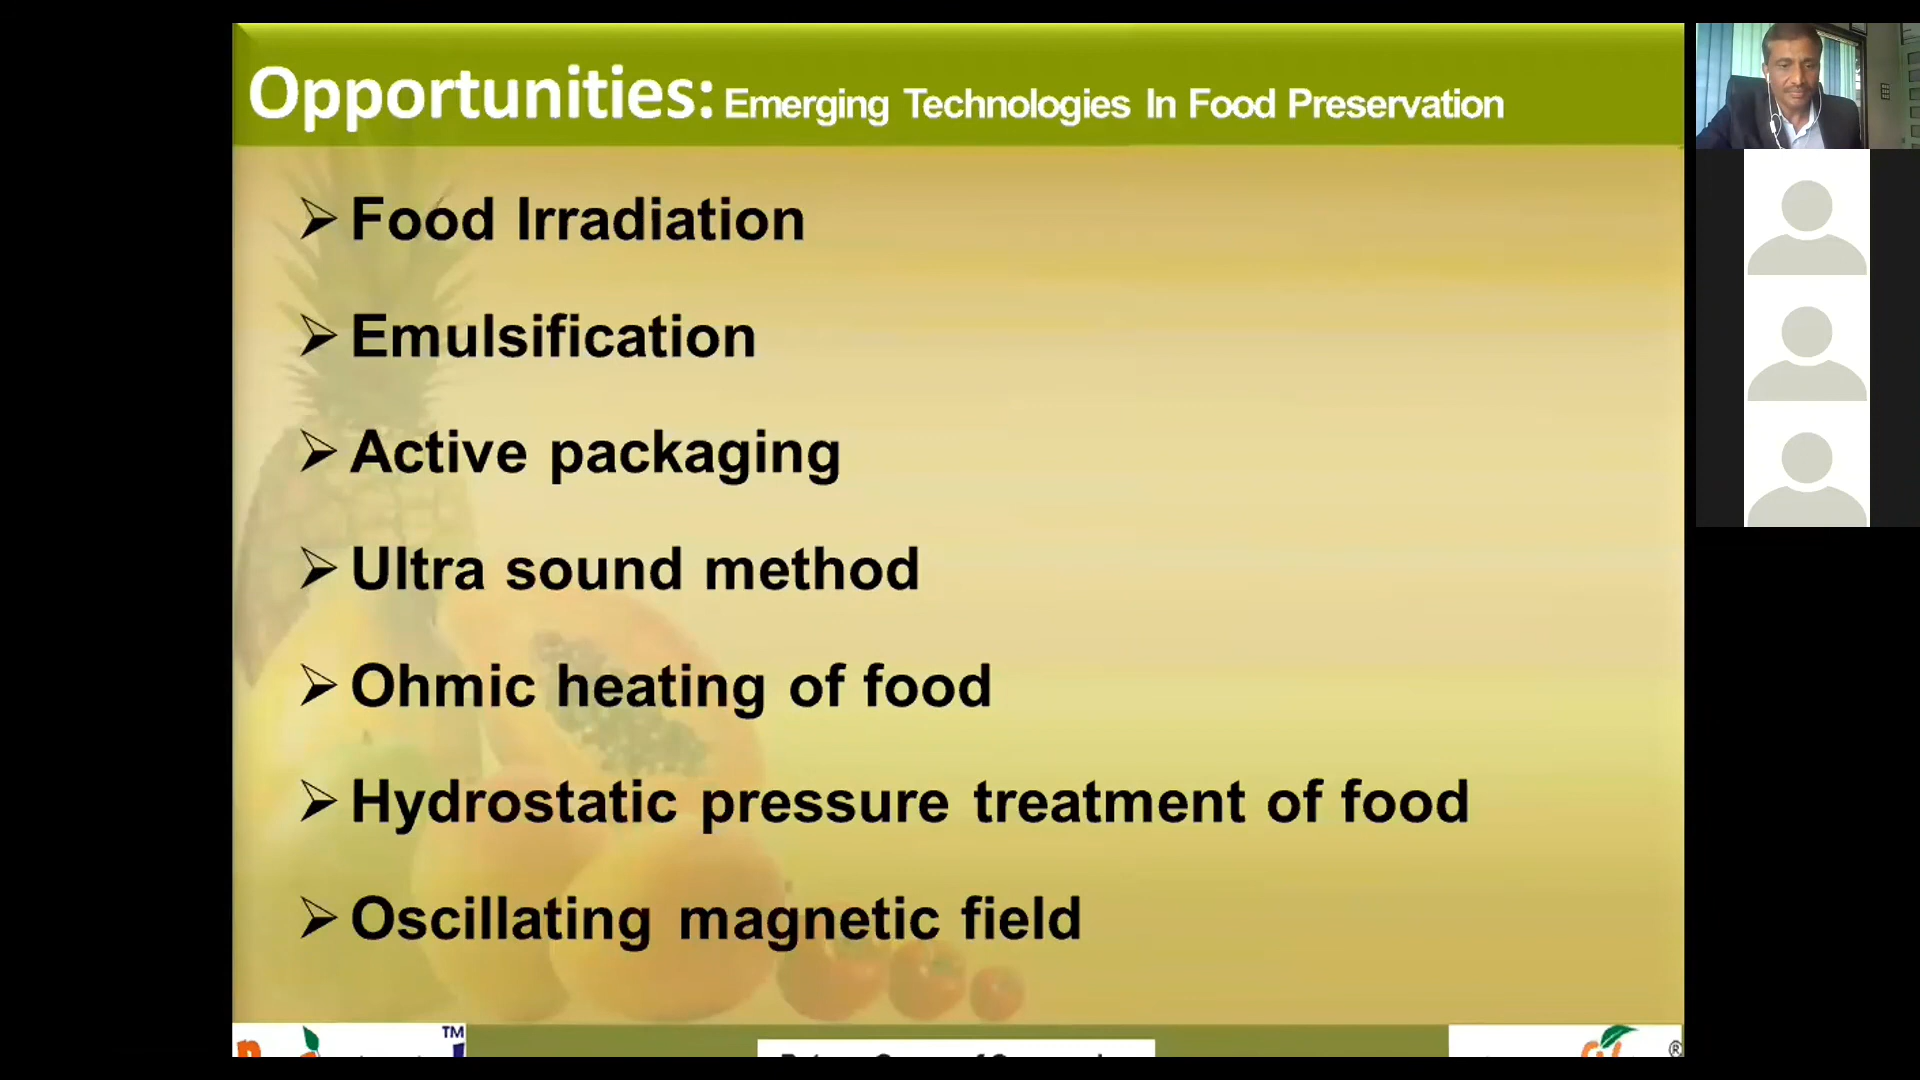 Opportunities: Emerging Technologies In Food Preservation
➢ Food Irradiation
➢ Emulsification
➢ Active packaging
➢ Ultra sound method
➢ Ohmic heating of food
➢ Hydrostatic pressure treatment of food
➢ Oscillating magnetic field
TM
®